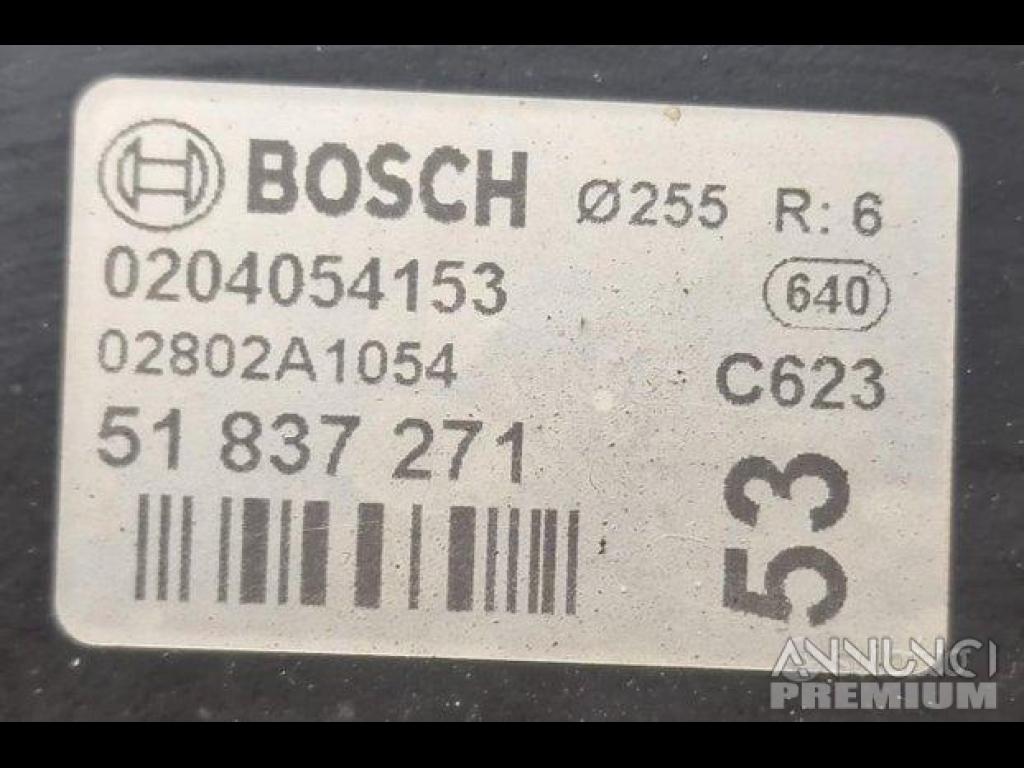 BOSCH Ø255 R: 6
0204054153 640
02802A1054 C623
51 837 271
53
ANNUNCI
PREMIUM